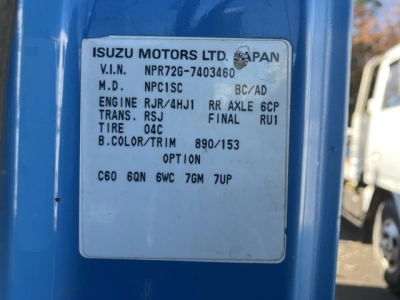 ISUZU MOTORS LTD. JAPAN
V.I.N. NPR72G-7403460
M.D. NPC1SC BC/AD
ENGINE RJR/4HJ1 RR AXLE 6CP
TRANS. RSJ FINAL RU1
TIRE 04C
B.COLOR/TRIM 890/153
OPTION
C60 6QN 6WC 7GM 7UP